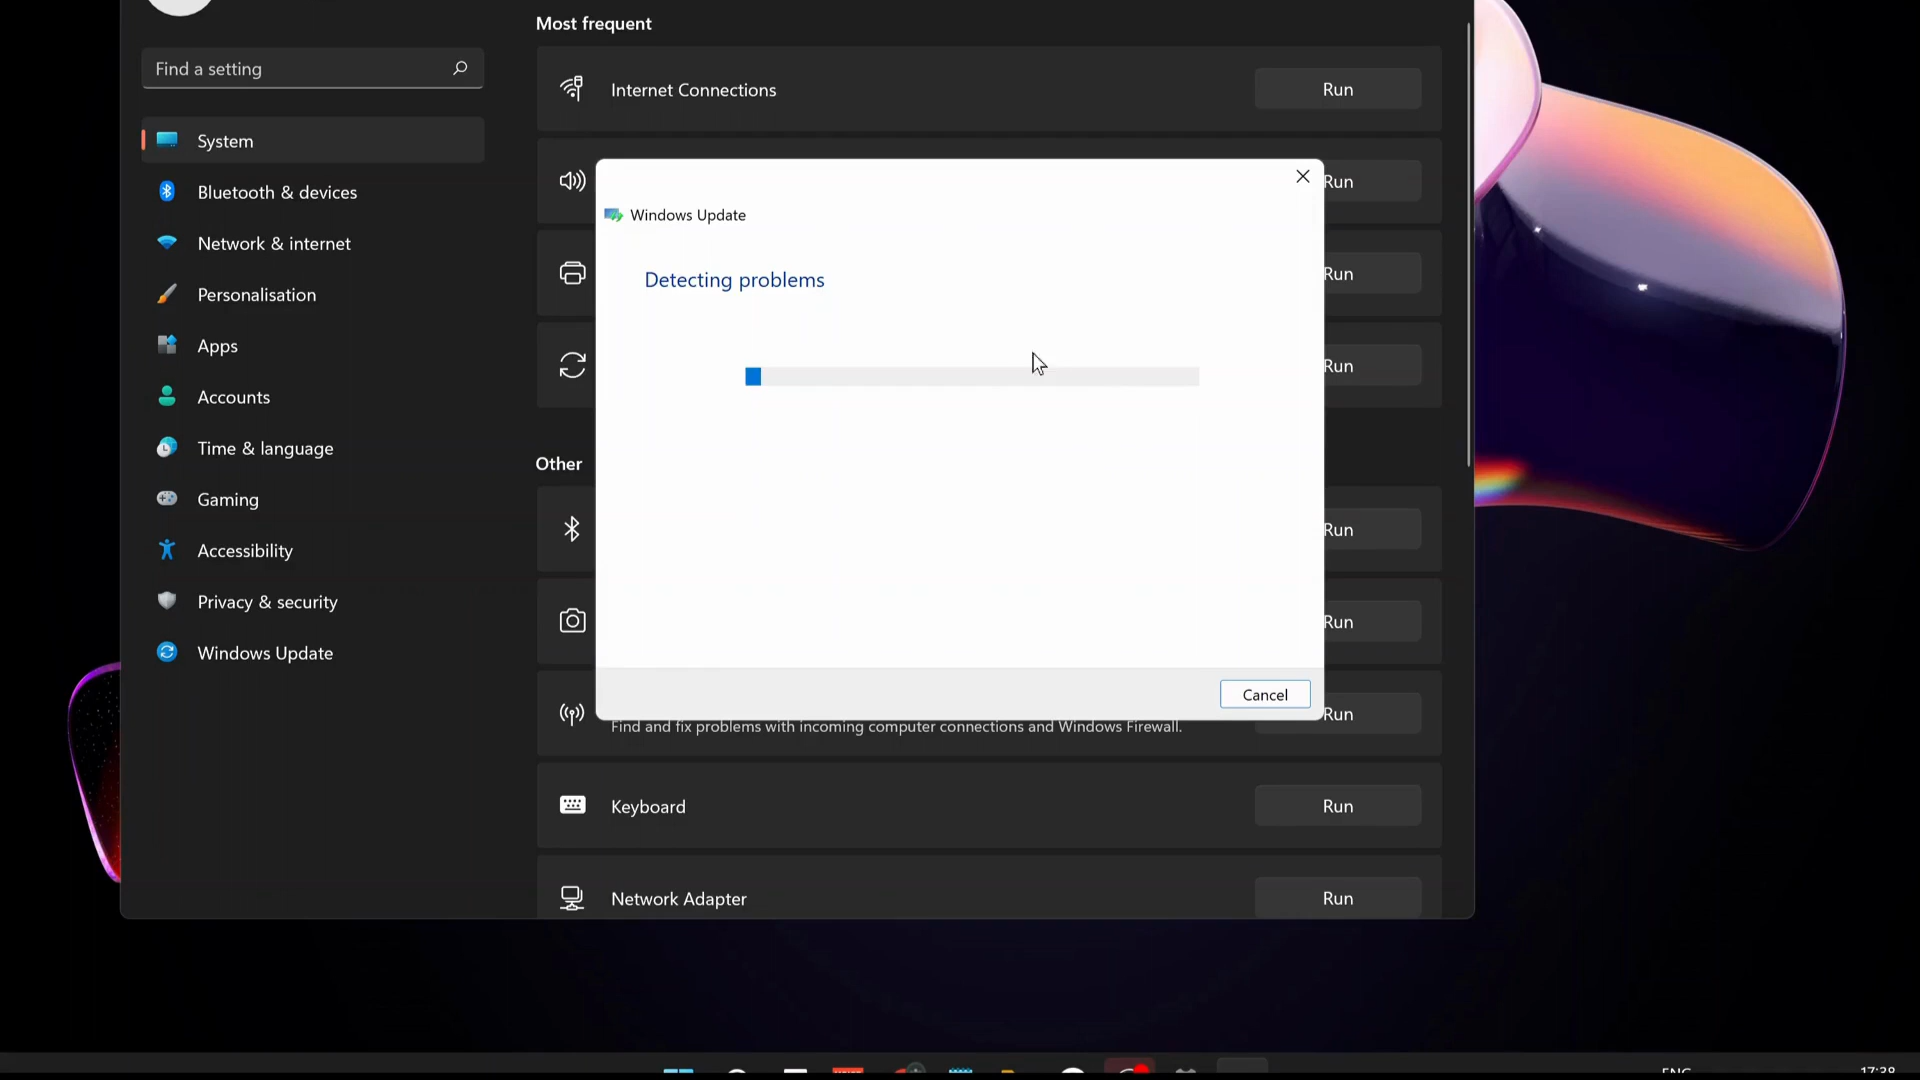 Most frequent
Find a setting
Internet Connections
Run
System
Run
Bluetooth & devices
Windows Update
Network & internet
Detecting problems
Run
Personalisation
Apps
Run
Accounts
Time & language
Other
Gaming
Run
Accessibility
Privacy & security
Run
Windows Update
Cancel
Run
Find and fix problems with incoming computer connections and Windows Firewall.
Keyboard
Run
Network Adapter
Run
ENG
17:38